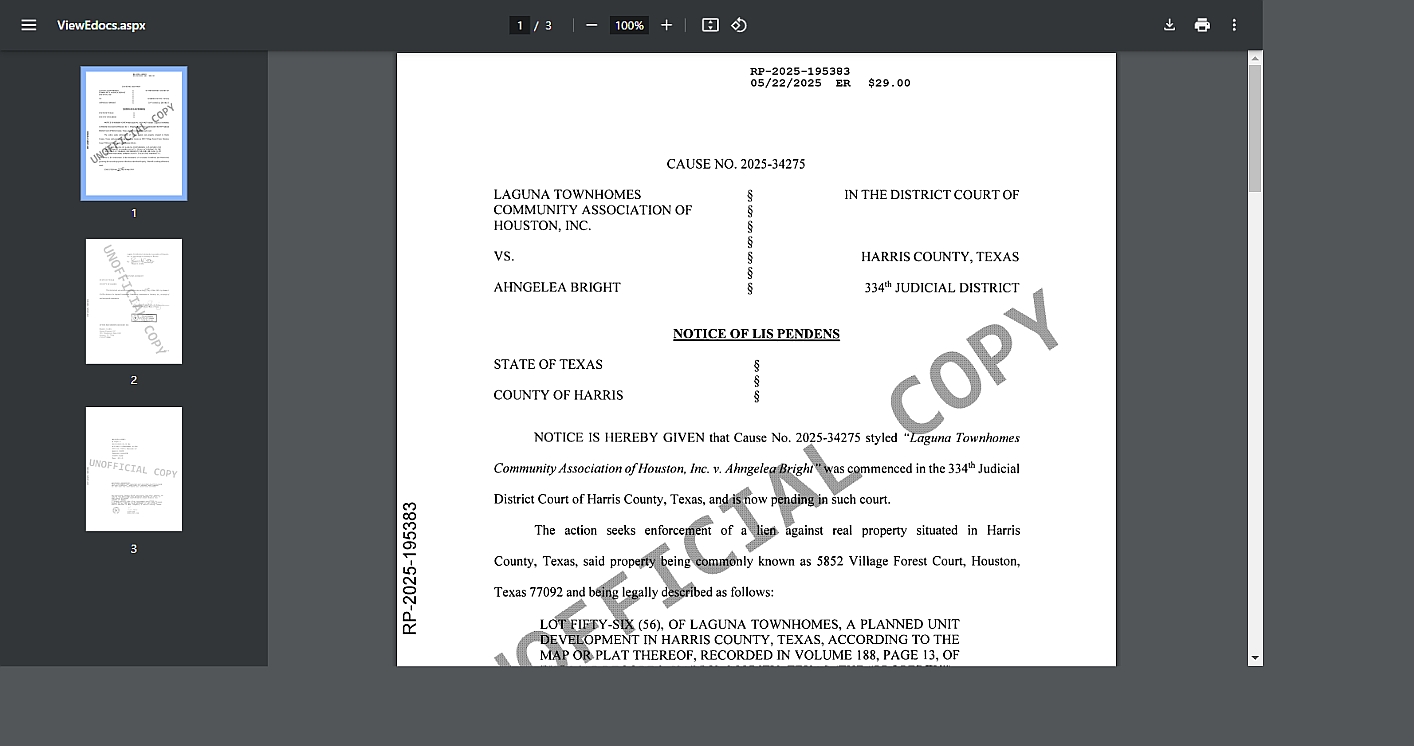 ViewEdocs.aspx
1 / 3
100%
RP-2025-195383
05/22/2025 ER $29.00
CAUSE NO. 2025-34275
LAGUNA TOWNHOMES § IN THE DISTRICT COURT OF
COMMUNITY ASSOCIATION OF §
HOUSTON, INC. §
§
VS. § HARRIS COUNTY, TEXAS
§
AHNGELEA BRIGHT § 334th JUDICIAL DISTRICT
NOTICE OF LIS PENDENS
STATE OF TEXAS §
§
COUNTY OF HARRIS §
NOTICE IS HEREBY GIVEN that Cause No. 2025-34275 styled “Laguna Townhomes
Community Association of Houston, Inc. v. Ahngelea Bright” was commenced in the 334th Judicial
District Court of Harris County, Texas, and is now pending in such court.
The action seeks enforcement of a lien against real property situated in Harris
County, Texas, said property being commonly known as 5852 Village Forest Court, Houston,
Texas 77092 and being legally described as follows:
LOT FIFTY-SIX (56), OF LAGUNA TOWNHOMES, A PLANNED UNIT
DEVELOPMENT IN HARRIS COUNTY, TEXAS, ACCORDING TO THE
MAP OR PLAT THEREOF, RECORDED IN VOLUME 188, PAGE 13, OF
RP-2025-195383
UNOFFICIAL COPY
1
UNOFFICIAL COPY
2
UNOFFICIAL COPY
3
UNOFFICIAL COPY